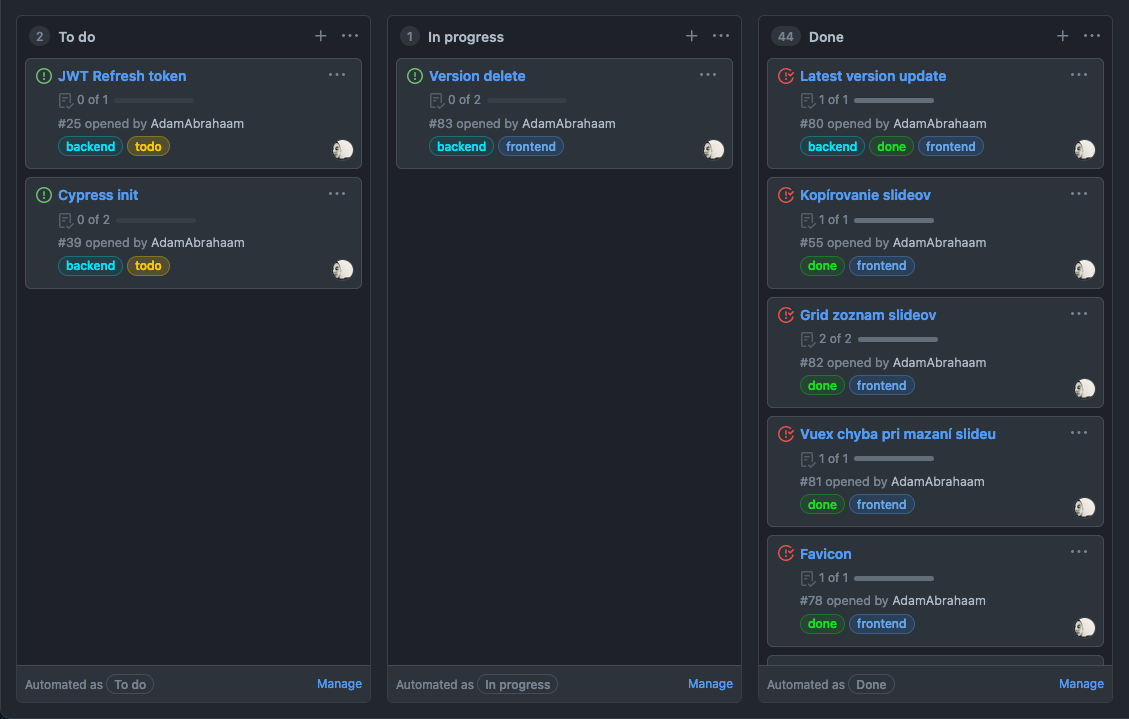 2 To do
JWT Refresh token
0 of 1
#25 opened by AdamAbrahaam
backend todo
Cypress init
0 of 2
#39 opened by AdamAbrahaam
backend todo
Automated as To do Manage
1 In progress
Version delete
0 of 2
#83 opened by AdamAbrahaam
backend frontend
Automated as In progress Manage
44 Done
Latest version update
1 of 1
#80 opened by AdamAbrahaam
backend done frontend
Kopírovanie slideov
1 of 1
#55 opened by AdamAbrahaam
done frontend
Grid zoznam slideov
2 of 2
#82 opened by AdamAbrahaam
done frontend
Vuex chyba pri mazaní slideu
1 of 1
#81 opened by AdamAbrahaam
done frontend
Favicon
1 of 1
#78 opened by AdamAbrahaam
done frontend
Automated as Done Manage